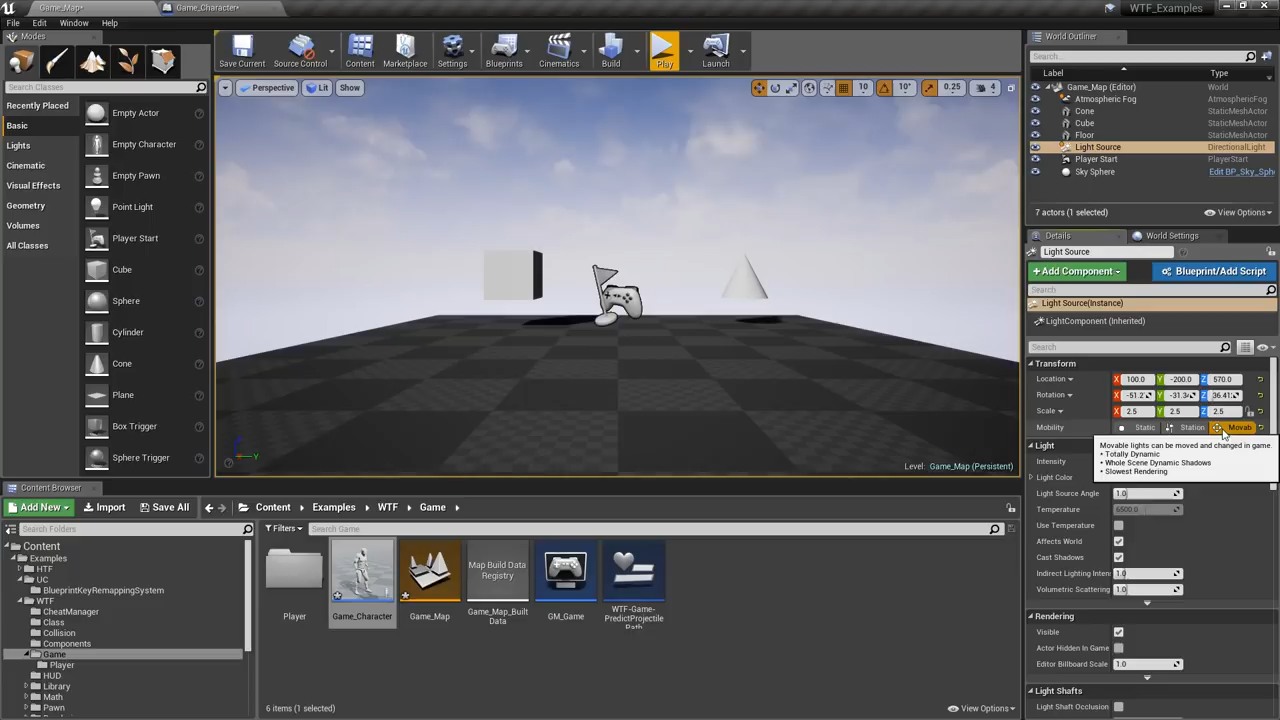 Game_Map*
Game_Character*
WTF_Examples
File Edit Window Help
Modes
Search Classes
Recently Placed
Basic
Lights
Cinematic
Visual Effects
Geometry
Volumes
All Classes
Empty Actor
Empty Character
Empty Pawn
Point Light
Player Start
Cube
Sphere
Cylinder
Cone
Plane
Box Trigger
Sphere Trigger
Save Current
Source Control
Content
Marketplace
Settings
Blueprints
Cinematics
Build
Play
Launch
Perspective
Lit
Show
10
10°
0.25
4
Level: Game_Map (Persistent)
World Outliner
Search...
Label Type
Game_Map (Editor) World
Atmospheric Fog AtmosphericFog
Cone StaticMeshActor
Cube StaticMeshActor
Floor StaticMeshActor
Light Source DirectionalLight
Player Start PlayerStart
Sky Sphere Edit BP_Sky_Sph
7 actors (1 selected)
View Options
Details
World Settings
Light Source
+Add Component
Blueprint/Add Script
Search
Light Source(Instance)
LightComponent (Inherited)
Search
Transform
Location X 100.0 Y -200.0 Z 570.0
Rotation X -51.2 Y -31.3 Z 36.41
Scale X 2.5 Y 2.5 Z 2.5
Mobility Static Station Movab
Movable lights can be moved and changed in game.
• Totally Dynamic
• Whole Scene Dynamic Shadows
• Slowest Rendering
Light
Intensity
Light Color
Light Source Angle 1.0
Temperature 6500.0
Use Temperature
Affects World
Cast Shadows
Indirect Lighting Inten 1.0
Volumetric Scattering 1.0
Rendering
Visible
Actor Hidden In Game
Editor Billboard Scale 1.0
Light Shafts
Light Shaft Occlusion
Content Browser
Add New
Import
Save All
Content Examples WTF Game
Search Folders
Content
Examples
HTF
UC
BlueprintKeyRemappingSystem
WTF
CheatManager
Class
Collision
Components
Game
Player
HUD
Library
Math
Pawn
Filters
Search Game
Player
Game_Character
Game_Map
Map Build Data
Registry
Game_Map_Built
Data
GM_Game
WTF-Game-
PredictProjectile
Path
6 items (1 selected)
View Options